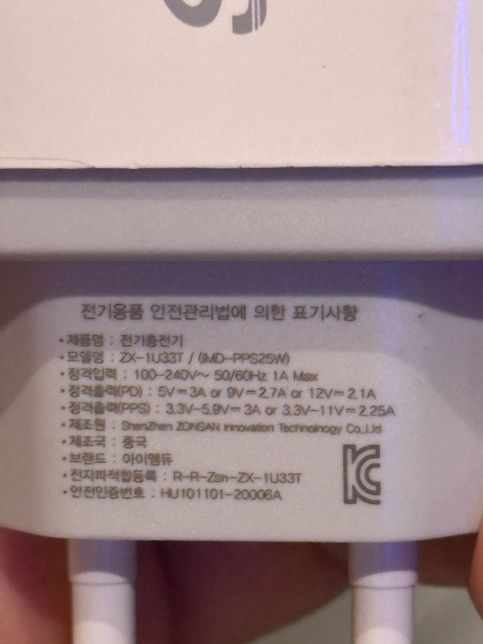 전기용품 안전관리법에 의한 표기사항
• 제품명 : 전기충전기
• 모델명 : ZX-1U33T / (IMD-PPS25W)
• 정격입력 : 100-240V~ 50/60Hz 1A Max
• 정격출력(PD) : 5V⎓3A or 9V⎓2.7A or 12V⎓2.1A
• 정격출력(PPS) : 3.3V-5.9V⎓3A or 3.3V-11V⎓2.25A
• 제조원 : ShenZhen ZONSAN innovation Technolnogy Co.,Ltd
• 제조국 : 중국
• 브랜드 : 아이엠듀
• 전자파적합등록 : R-R-Zsn-ZX-1U33T
• 안전인증번호 : HU101101-20006A